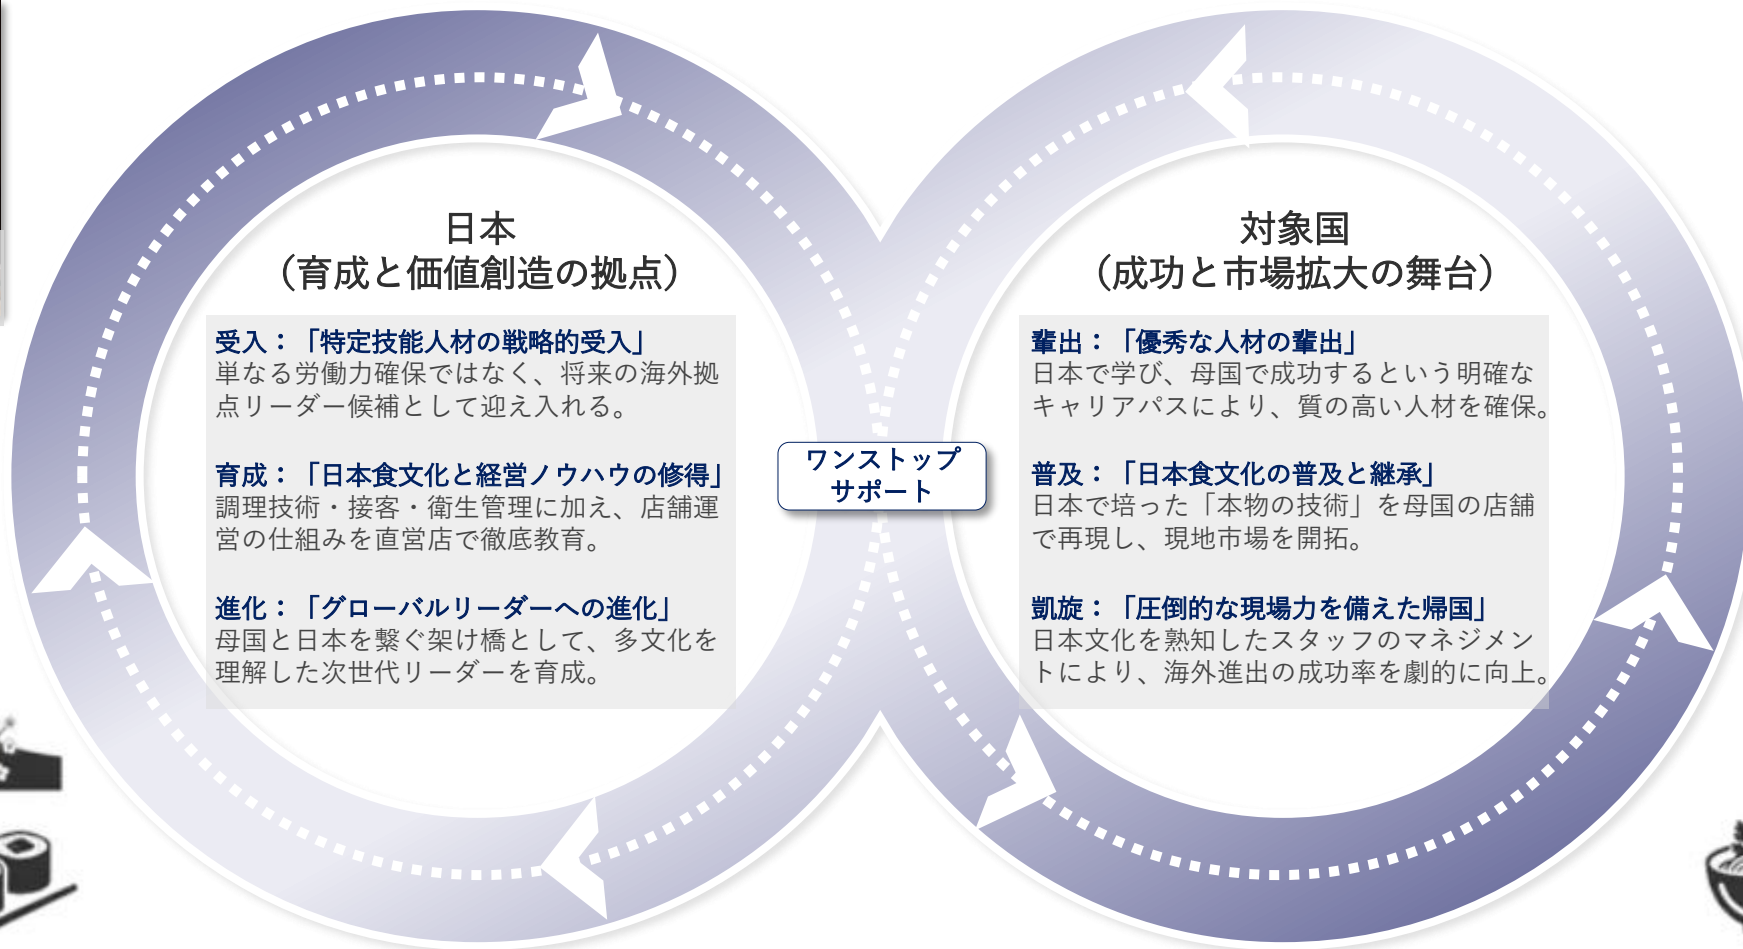 日本
（育成と価値創造の拠点）
受入：「特定技能人材の戦略的受入」
単なる労働力確保ではなく、将来の海外拠
点リーダー候補として迎え入れる。
育成：「日本食文化と経営ノウハウの修得」
調理技術・接客・衛生管理に加え、店舗運
営の仕組みを直営店で徹底教育。
進化：「グローバルリーダーへの進化」
母国と日本を繋ぐ架け橋として、多文化を
理解した次世代リーダーを育成。
ワンストップ
サポート
対象国
（成功と市場拡大の舞台）
輩出：「優秀な人材の輩出」
日本で学び、母国で成功するという明確な
キャリアパスにより、質の高い人材を確保。
普及：「日本食文化の普及と継承」
日本で培った「本物の技術」を母国の店舗
で再現し、現地市場を開拓。
凱旋：「圧倒的な現場力を備えた帰国」
日本文化を熟知したスタッフのマネジメン
トにより、海外進出の成功率を劇的に向上。